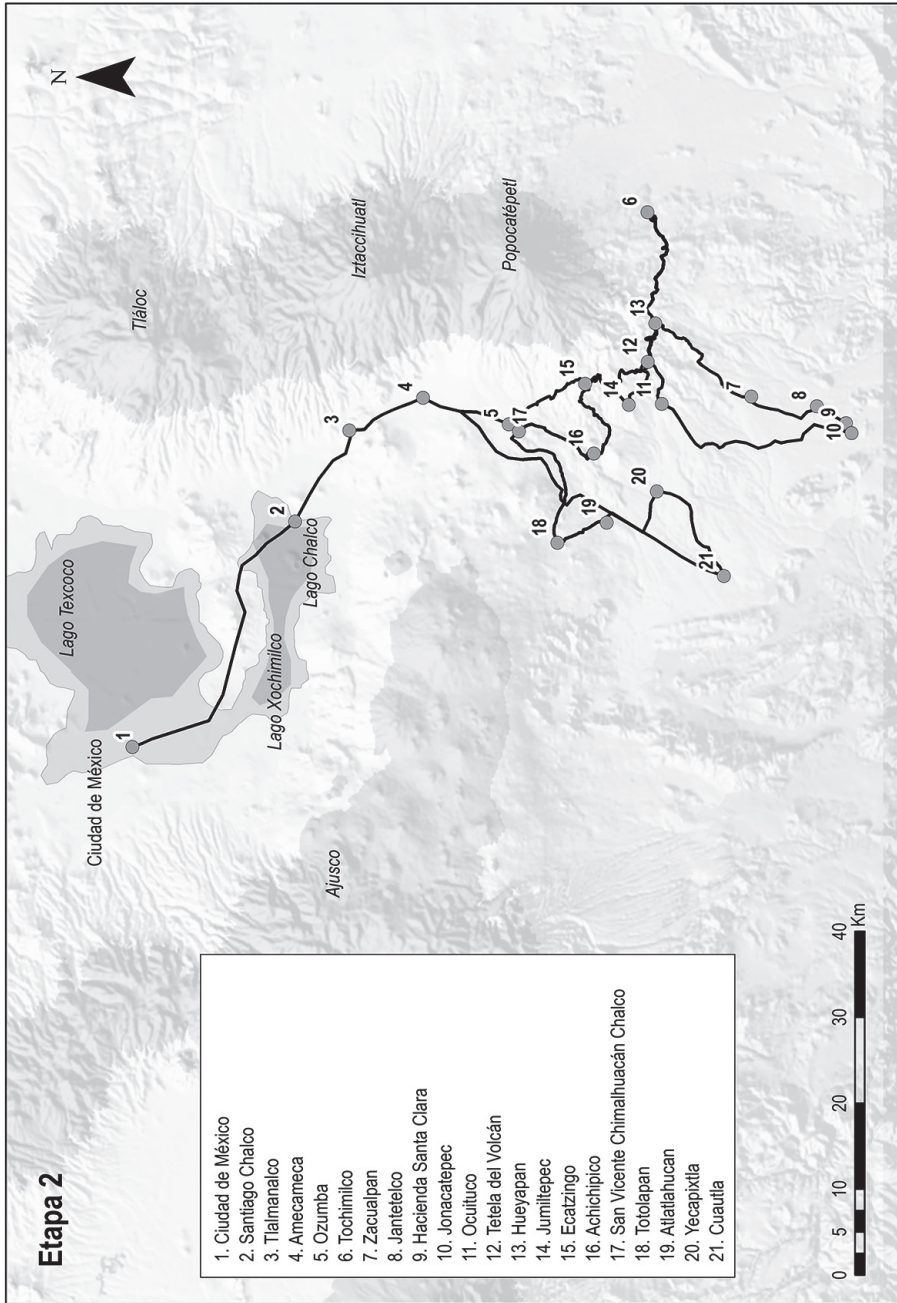 Etapa 2
N
Ciudad de México
Lago Texcoco
Tláloc
Lago Xochimilco
Lago Chalco
Iztaccihuatl
Ajusco
Popocatépetl
1
2
3
4
5
17
15
6
13
12
14
11
16
18
19
20
21
7
8
9
10
1. Ciudad de México
2. Santiago Chalco
3. Tlalmanalco
4. Amecameca
5. Ozumba
6. Tochimilco
7. Zacualpan
8. Jantetelco
9. Hacienda Santa Clara
10. Jonacatepec
11. Ocuituco
12. Tetela del Volcán
13. Hueyapan
14. Jumiltepec
15. Ecatzingo
16. Achichipico
17. San Vicente Chimalhuacán Chalco
18. Totolapan
19. Atlatlahucan
20. Yecapixtla
21. Cuautla
0 5 10 20 30 40
Km